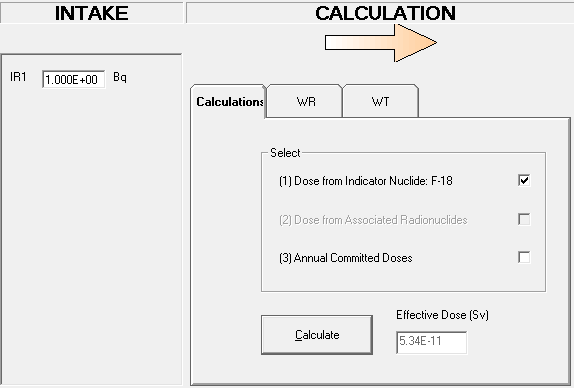 INTAKE
CALCULATION
IR1 1.000E+00 Bq
Calculations WR WT
Select
(1) Dose from Indicator Nuclide: F-18
(2) Dose from Associated Radionuclides
(3) Annual Committed Doses
Calculate
Effective Dose (Sv)
5.34E-11